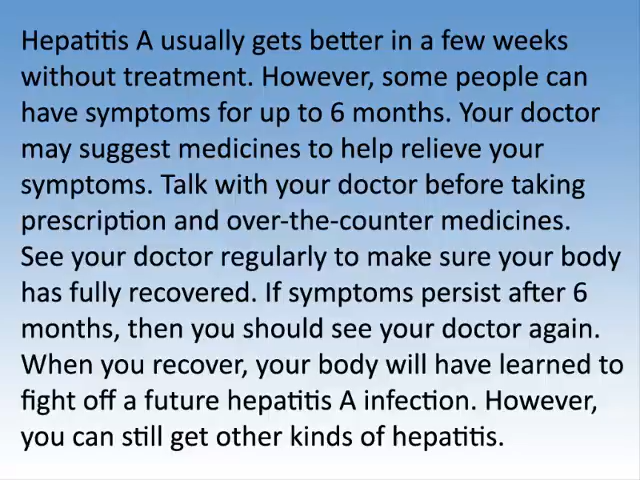 Hepatitis A usually gets better in a few weeks
without treatment. However, some people can
have symptoms for up to 6 months. Your doctor
may suggest medicines to help relieve your
symptoms. Talk with your doctor before taking
prescription and over-the-counter medicines.
See your doctor regularly to make sure your body
has fully recovered. If symptoms persist after 6
months, then you should see your doctor again.
When you recover, your body will have learned to
fight off a future hepatitis A infection. However,
you can still get other kinds of hepatitis.